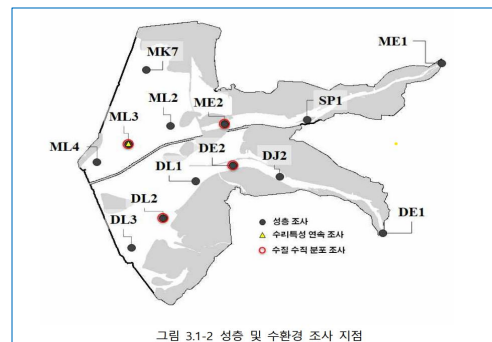 MK7
ME1
ML2
ME2
SP1
ML3
ML4
DE2
DJ2
DL1
DL2
DE1
DL3
성층 조사
수리특성 연속 조사
수질 수직 분포 조사
그림 3.1-2 성층 및 수환경 조사 지점